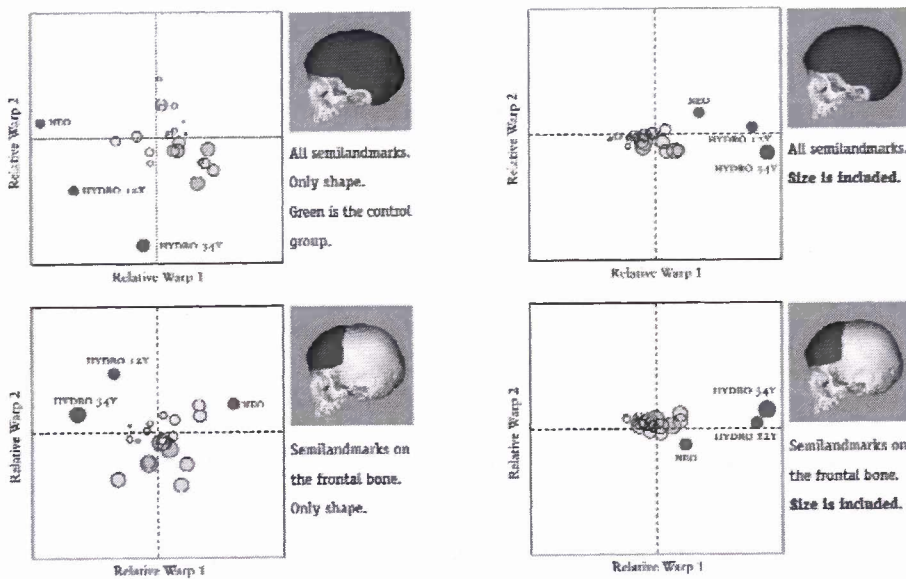 Relative Warp 2
NEO
HYDRO 12Y
HYDRO 34Y
Relative Warp 1
All semilandmarks.
Only shape.
Green is the control
group.
Relative Warp 2
NEO
HYDRO 12Y
HYDRO 34Y
Relative Warp 1
All semilandmarks.
Size is included.
Relative Warp 2
HYDRO 12Y
HYDRO 34Y
NEO
Relative Warp 1
Semilandmarks on
the frontal bone.
Only shape.
Relative Warp 2
HYDRO 34Y
HYDRO 12Y
NEO
Relative Warp 1
Semilandmarks on
the frontal bone.
Size is included.